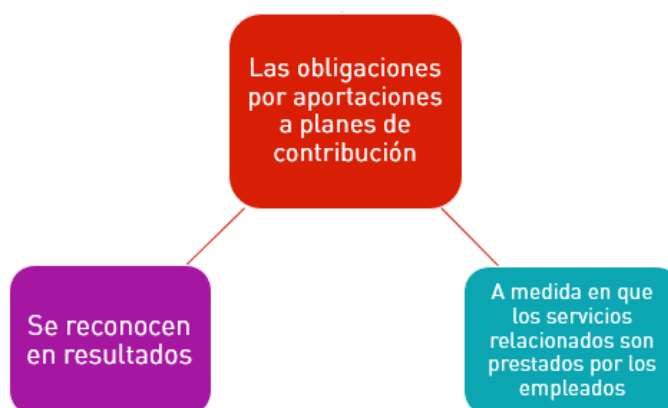 Las obligaciones
por aportaciones
a planes de
contribución
Se reconocen
en resultados
A medida en que
los servicios
relacionados son
prestados por los
empleados